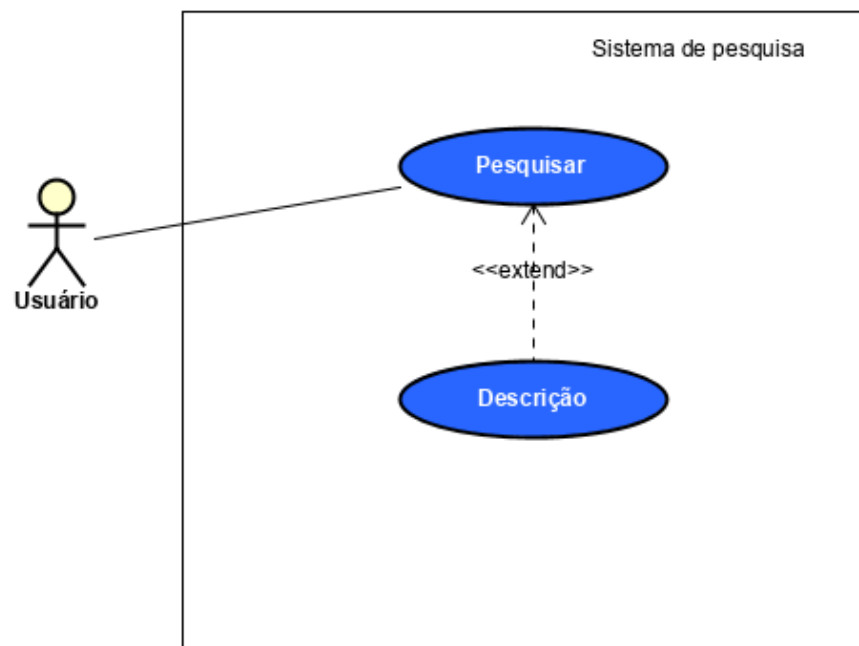 Sistema de pesquisa
Pesquisar
<<extend>>
Usuário
Descrição